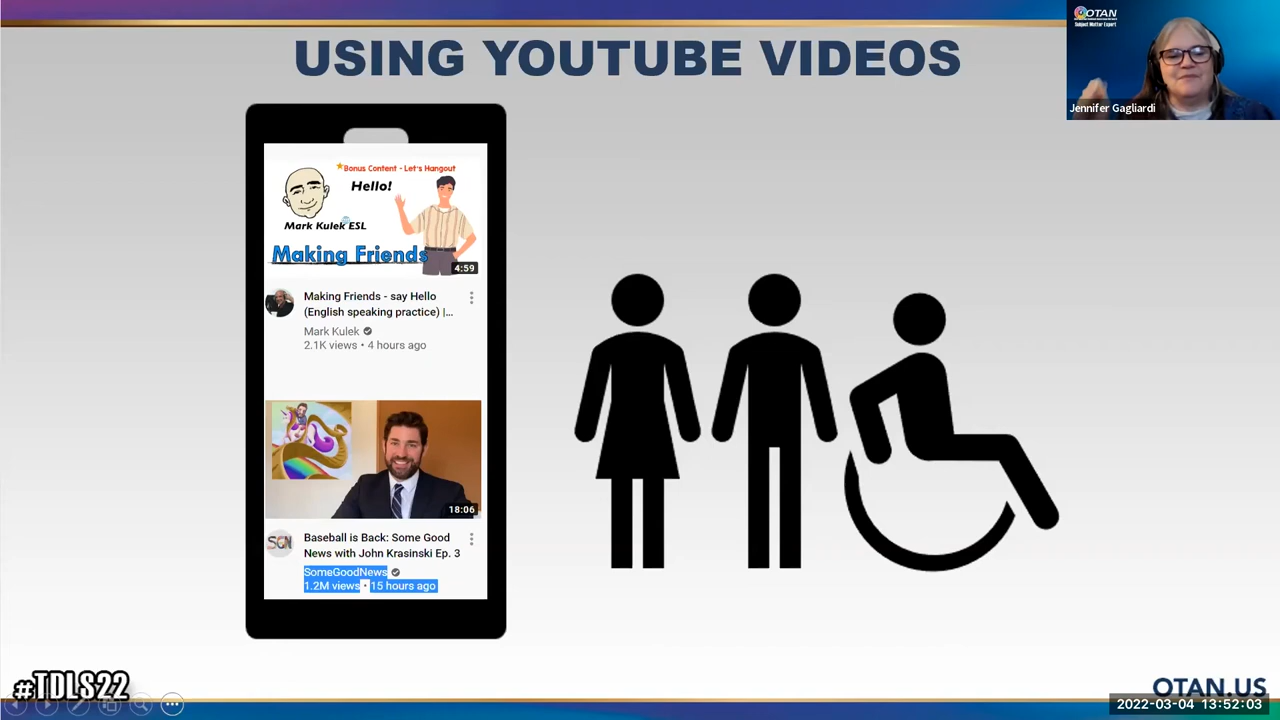 USING YOUTUBE VIDEOS
OTAN
Subject Matter Expert
Jennifer Gagliardi
Bonus Content - Let's Hangout
Hello!
Mark Kulek ESL
Making Friends
4:59
Making Friends - say Hello
(English speaking practice) |...
Mark Kulek
2.1K views • 4 hours ago
18:06
SGN
Baseball is Back: Some Good
News with John Krasinski Ep. 3
SomeGoodNews
1.2M views • 15 hours ago
#TDLS22
OTAN.US
2022-03-04 13:52:03